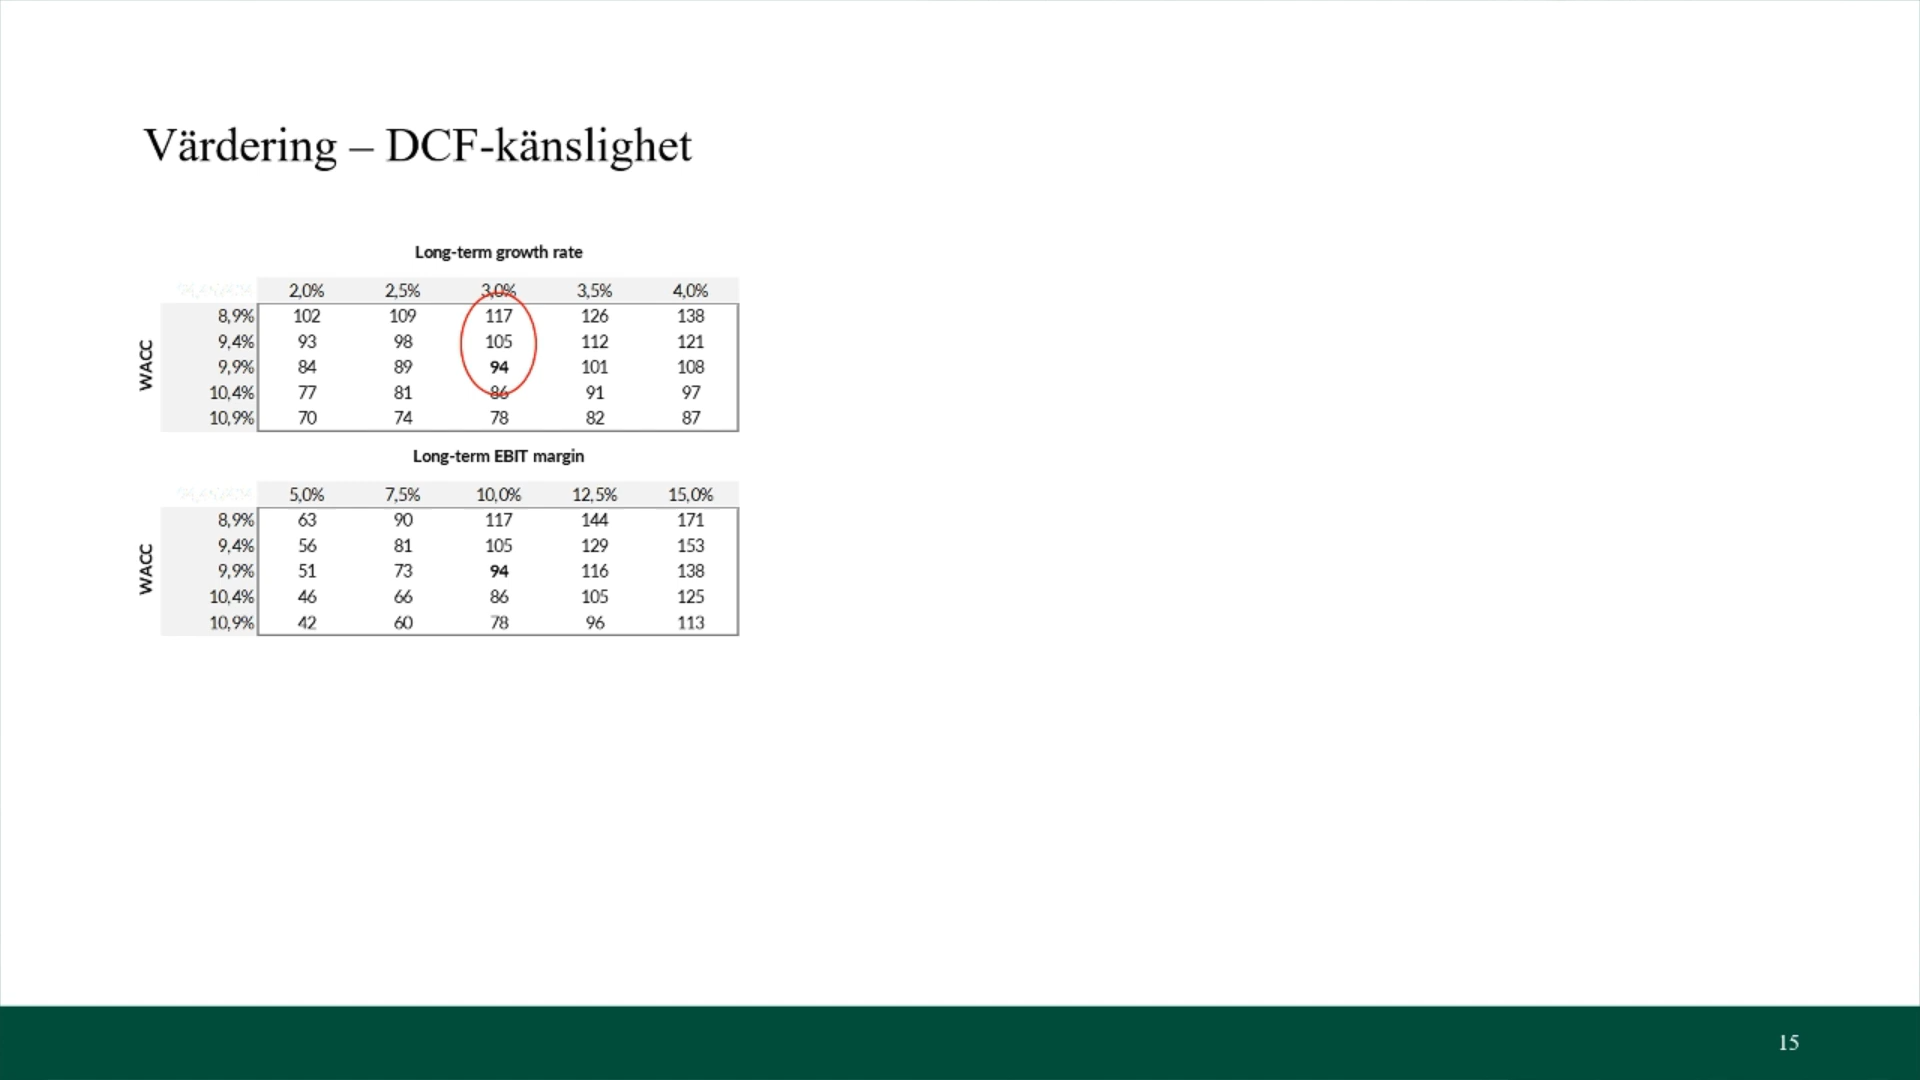 Värdering – DCF-känslighet
Long-term growth rate
2,0% 2,5% 3,0% 3,5% 4,0%
WACC
8,9% 102 109 117 126 138
9,4% 93 98 105 112 121
9,9% 84 89 94 101 108
10,4% 77 81 86 91 97
10,9% 70 74 78 82 87
Long-term EBIT margin
5,0% 7,5% 10,0% 12,5% 15,0%
WACC
8,9% 63 90 117 144 171
9,4% 56 81 105 129 153
9,9% 51 73 94 116 138
10,4% 46 66 86 105 125
10,9% 42 60 78 96 113
15